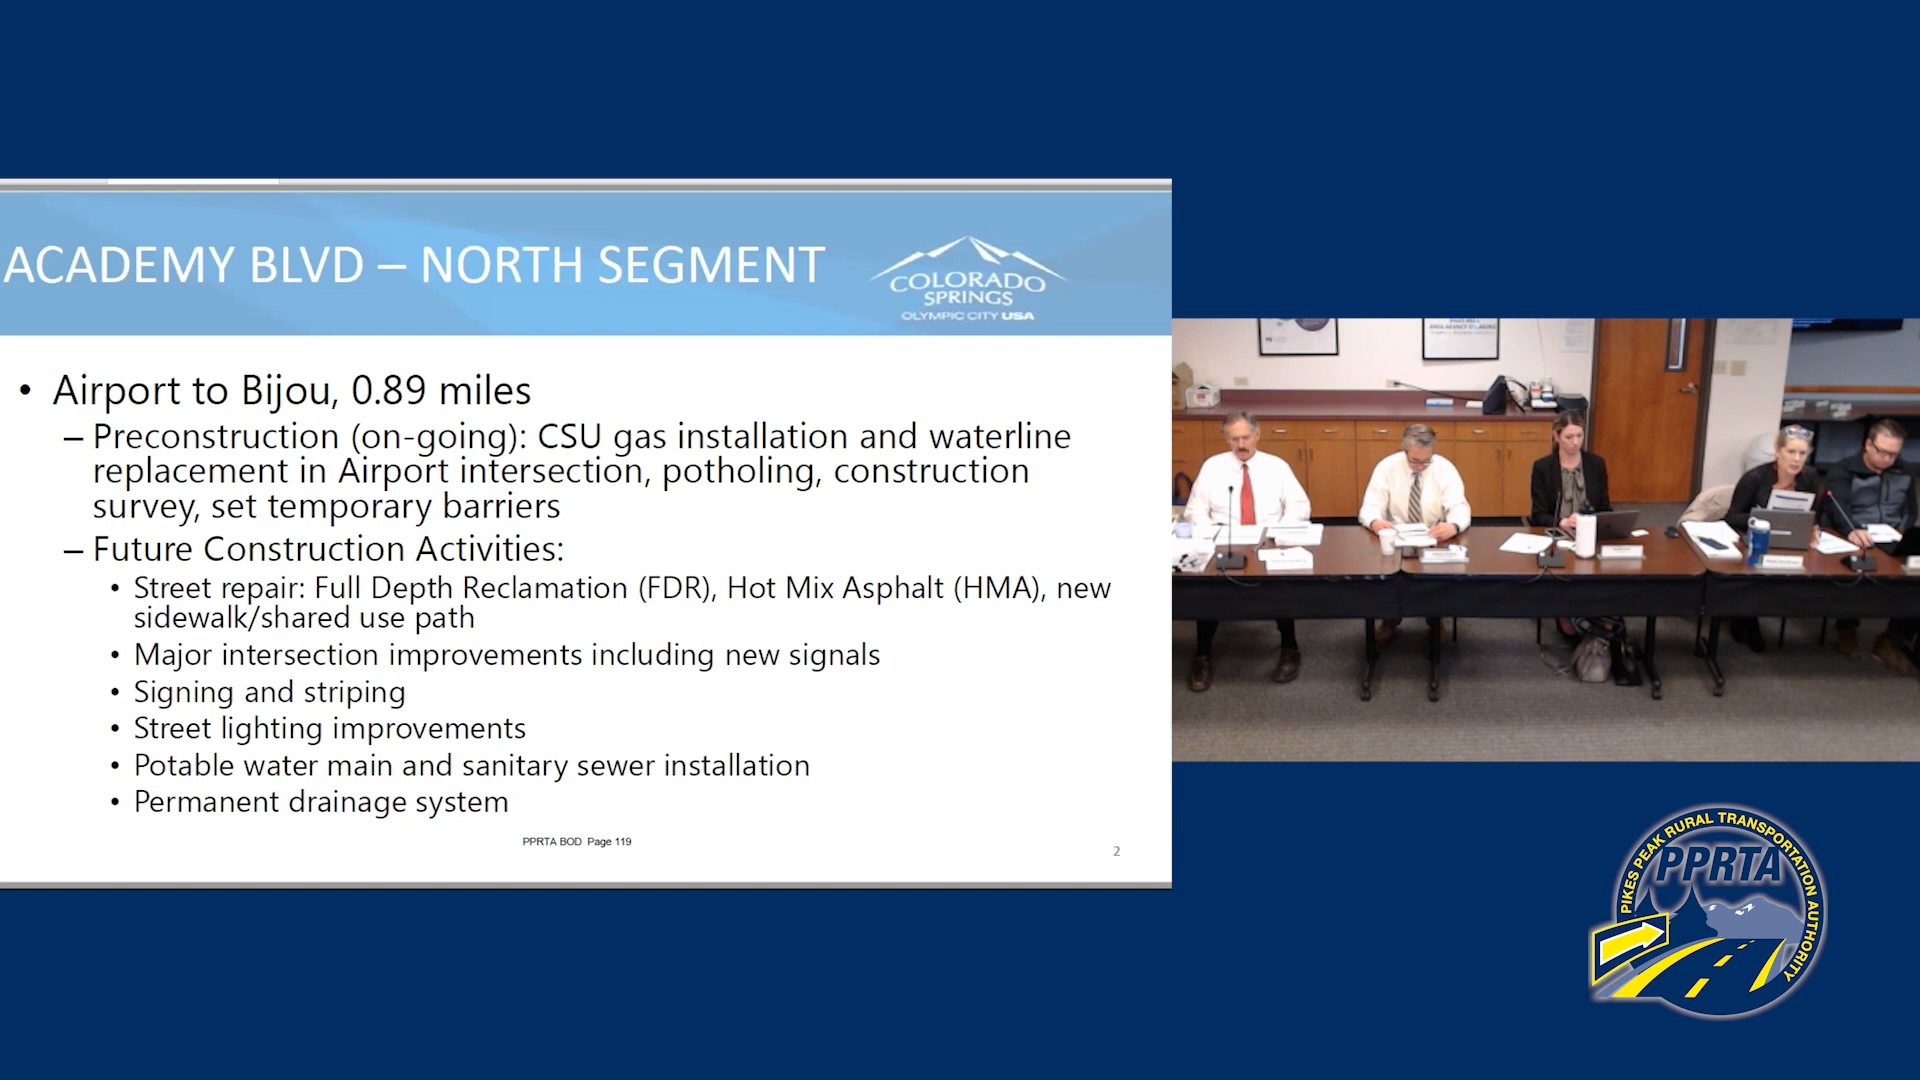 ACADEMY BLVD – NORTH SEGMENT
COLORADO
SPRINGS
OLYMPIC CITY USA
• Airport to Bijou, 0.89 miles
– Preconstruction (on-going): CSU gas installation and waterline
replacement in Airport intersection, potholing, construction
survey, set temporary barriers
– Future Construction Activities:
• Street repair: Full Depth Reclamation (FDR), Hot Mix Asphalt (HMA), new
sidewalk/shared use path
• Major intersection improvements including new signals
• Signing and striping
• Street lighting improvements
• Potable water main and sanitary sewer installation
• Permanent drainage system
PPRTA BOD Page 119
2
PIKES PEAK RURAL TRANSPORTATION AUTHORITY
PPRTA